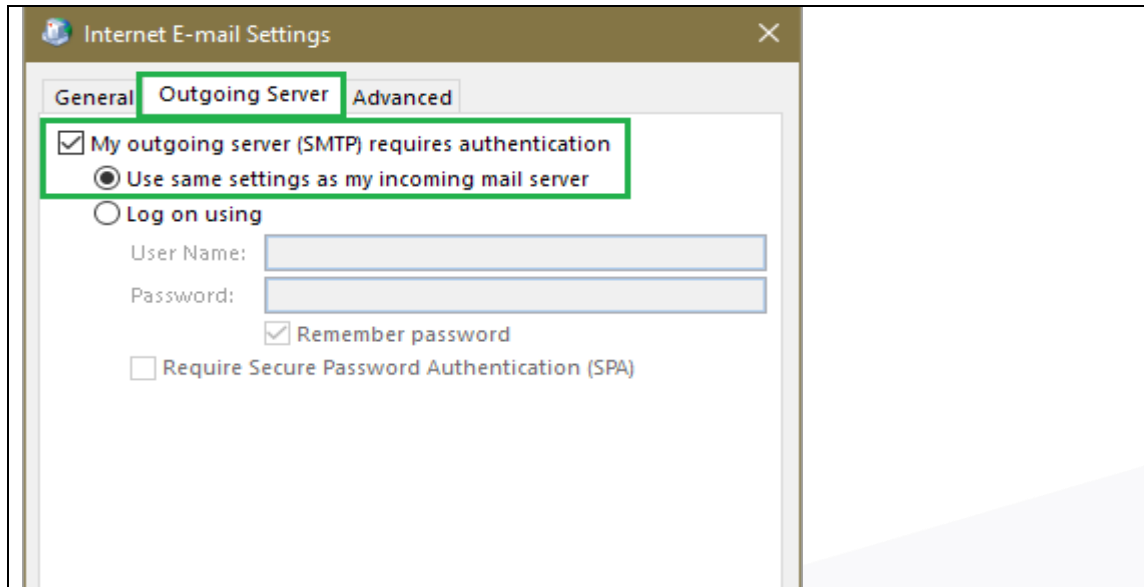 Internet E-mail Settings
General Outgoing Server Advanced
My outgoing server (SMTP) requires authentication
Use same settings as my incoming mail server
Log on using
User Name:
Password:
Remember password
Require Secure Password Authentication (SPA)